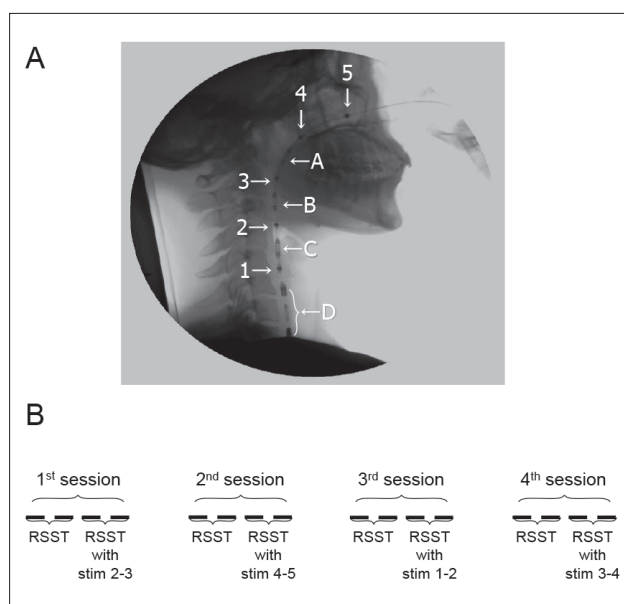 A
5
4
←A
3→
←B
2→
←C
1→
←D
B
1st session 2nd session 3rd session 4th session
RSST RSST RSST RSST RSST RSST RSST RSST
with with with with
stim 2-3 stim 4-5 stim 1-2 stim 3-4